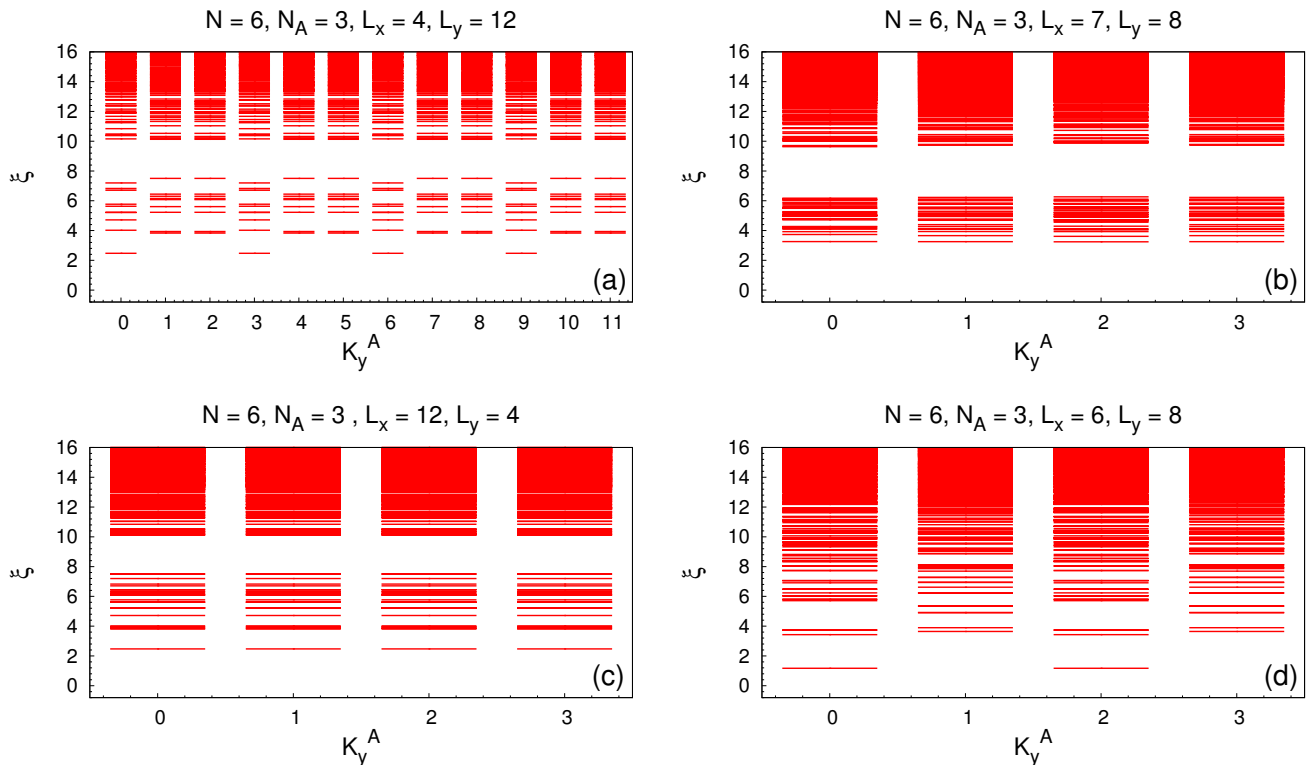 N = 6, N_A = 3, L_x = 4, L_y = 12
16
14
12
10
8
6
4
2
0
ξ
(a)
0 1 2 3 4 5 6 7 8 9 10 11
K_y^A
N = 6, N_A = 3, L_x = 7, L_y = 8
16
14
12
10
8
6
4
2
0
ξ
(b)
0 1 2 3
K_y^A
N = 6, N_A = 3 , L_x = 12, L_y = 4
16
14
12
10
8
6
4
2
0
ξ
(c)
0 1 2 3
K_y^A
N = 6, N_A = 3, L_x = 6, L_y = 8
16
14
12
10
8
6
4
2
0
ξ
(d)
0 1 2 3
K_y^A